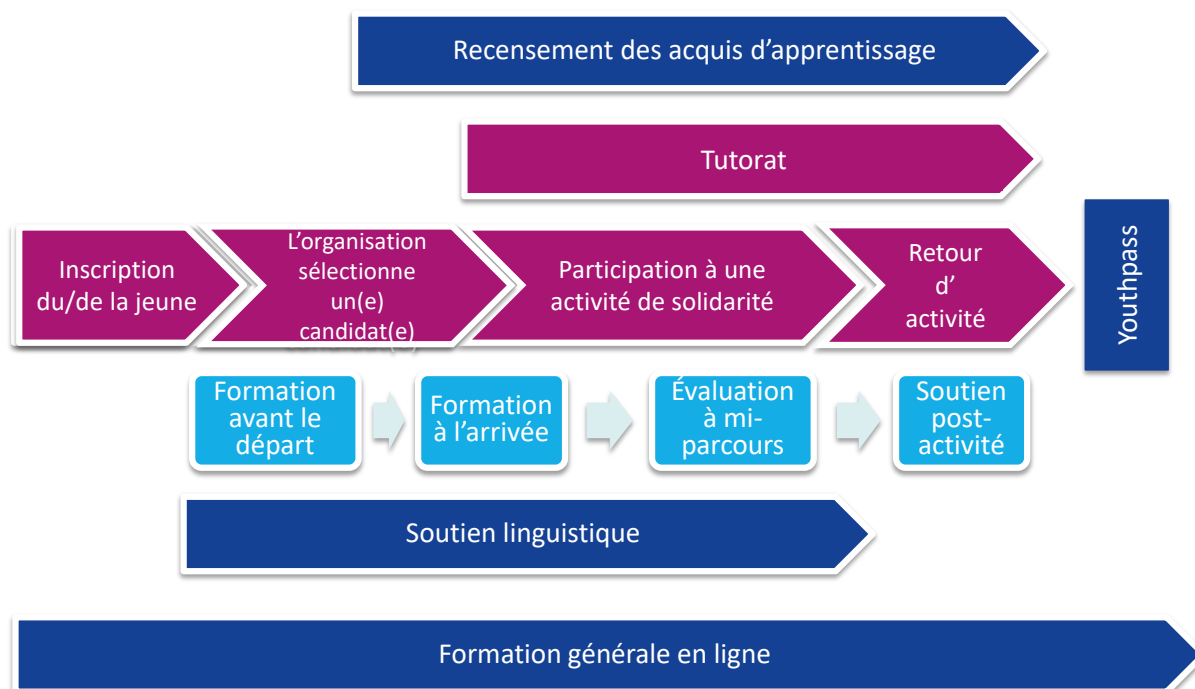 Recensement des acquis d’apprentissage
Tutorat
Inscription
du/de la jeune
L’organisation
sélectionne
un(e)
candidat(e)
Participation à une
activité de solidarité
Retour
d’
activité
Youthpass
Formation
avant le
départ
Formation
à l’arrivée
Évaluation
à mi-
parcours
Soutien
post-
activité
Soutien linguistique
Formation générale en ligne